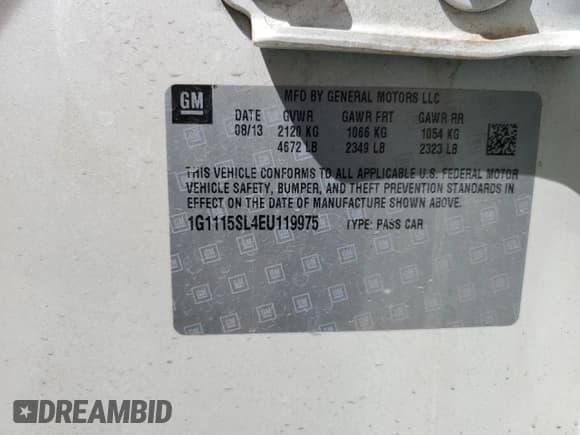 GM
MFD BY GENERAL MOTORS LLC
DATE GVWR GAWR FRT GAWR RR
08/13 2120 KG 1066 KG 1054 KG
4672 LB 2349 LB 2323 LB
THIS VEHICLE CONFORMS TO ALL APPLICABLE U.S. FEDERAL MOTOR
VEHICLE SAFETY, BUMPER, AND THEFT PREVENTION STANDARDS IN
EFFECT ON THE DATE OF MANUFACTURE SHOWN ABOVE.
1G1115SL4EU119975 TYPE: PASS CAR
DREAMBID